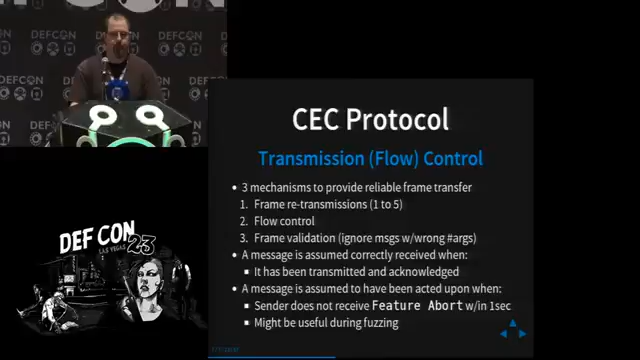 DEFCON
CEC Protocol
Transmission (Flow) Control
• 3 mechanisms to provide reliable frame transfer
1. Frame re-transmissions (1 to 5)
2. Flow control
3. Frame validation (ignore msgs w/wrong #args)
• A message is assumed correctly received when:
▪ It has been transmitted and acknowledged
• A message is assumed to have been acted upon when:
▪ Sender does not receive Feature Abort w/in 1sec
▪ Might be useful during fuzzing
DEF CON
LAS VEGAS 23